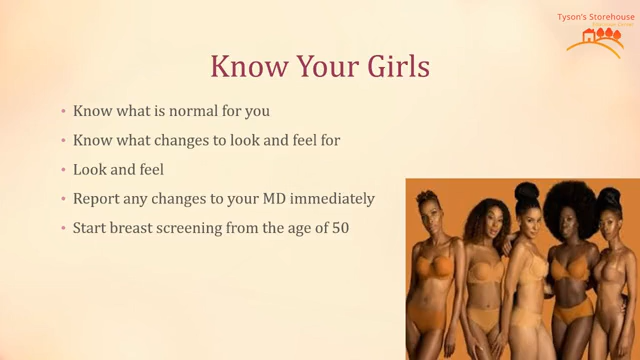 Tyson's Storehouse
Know Your Girls
• Know what is normal for you
• Know what changes to look and feel for
• Look and feel
• Report any changes to your MD immediately
• Start breast screening from the age of 50